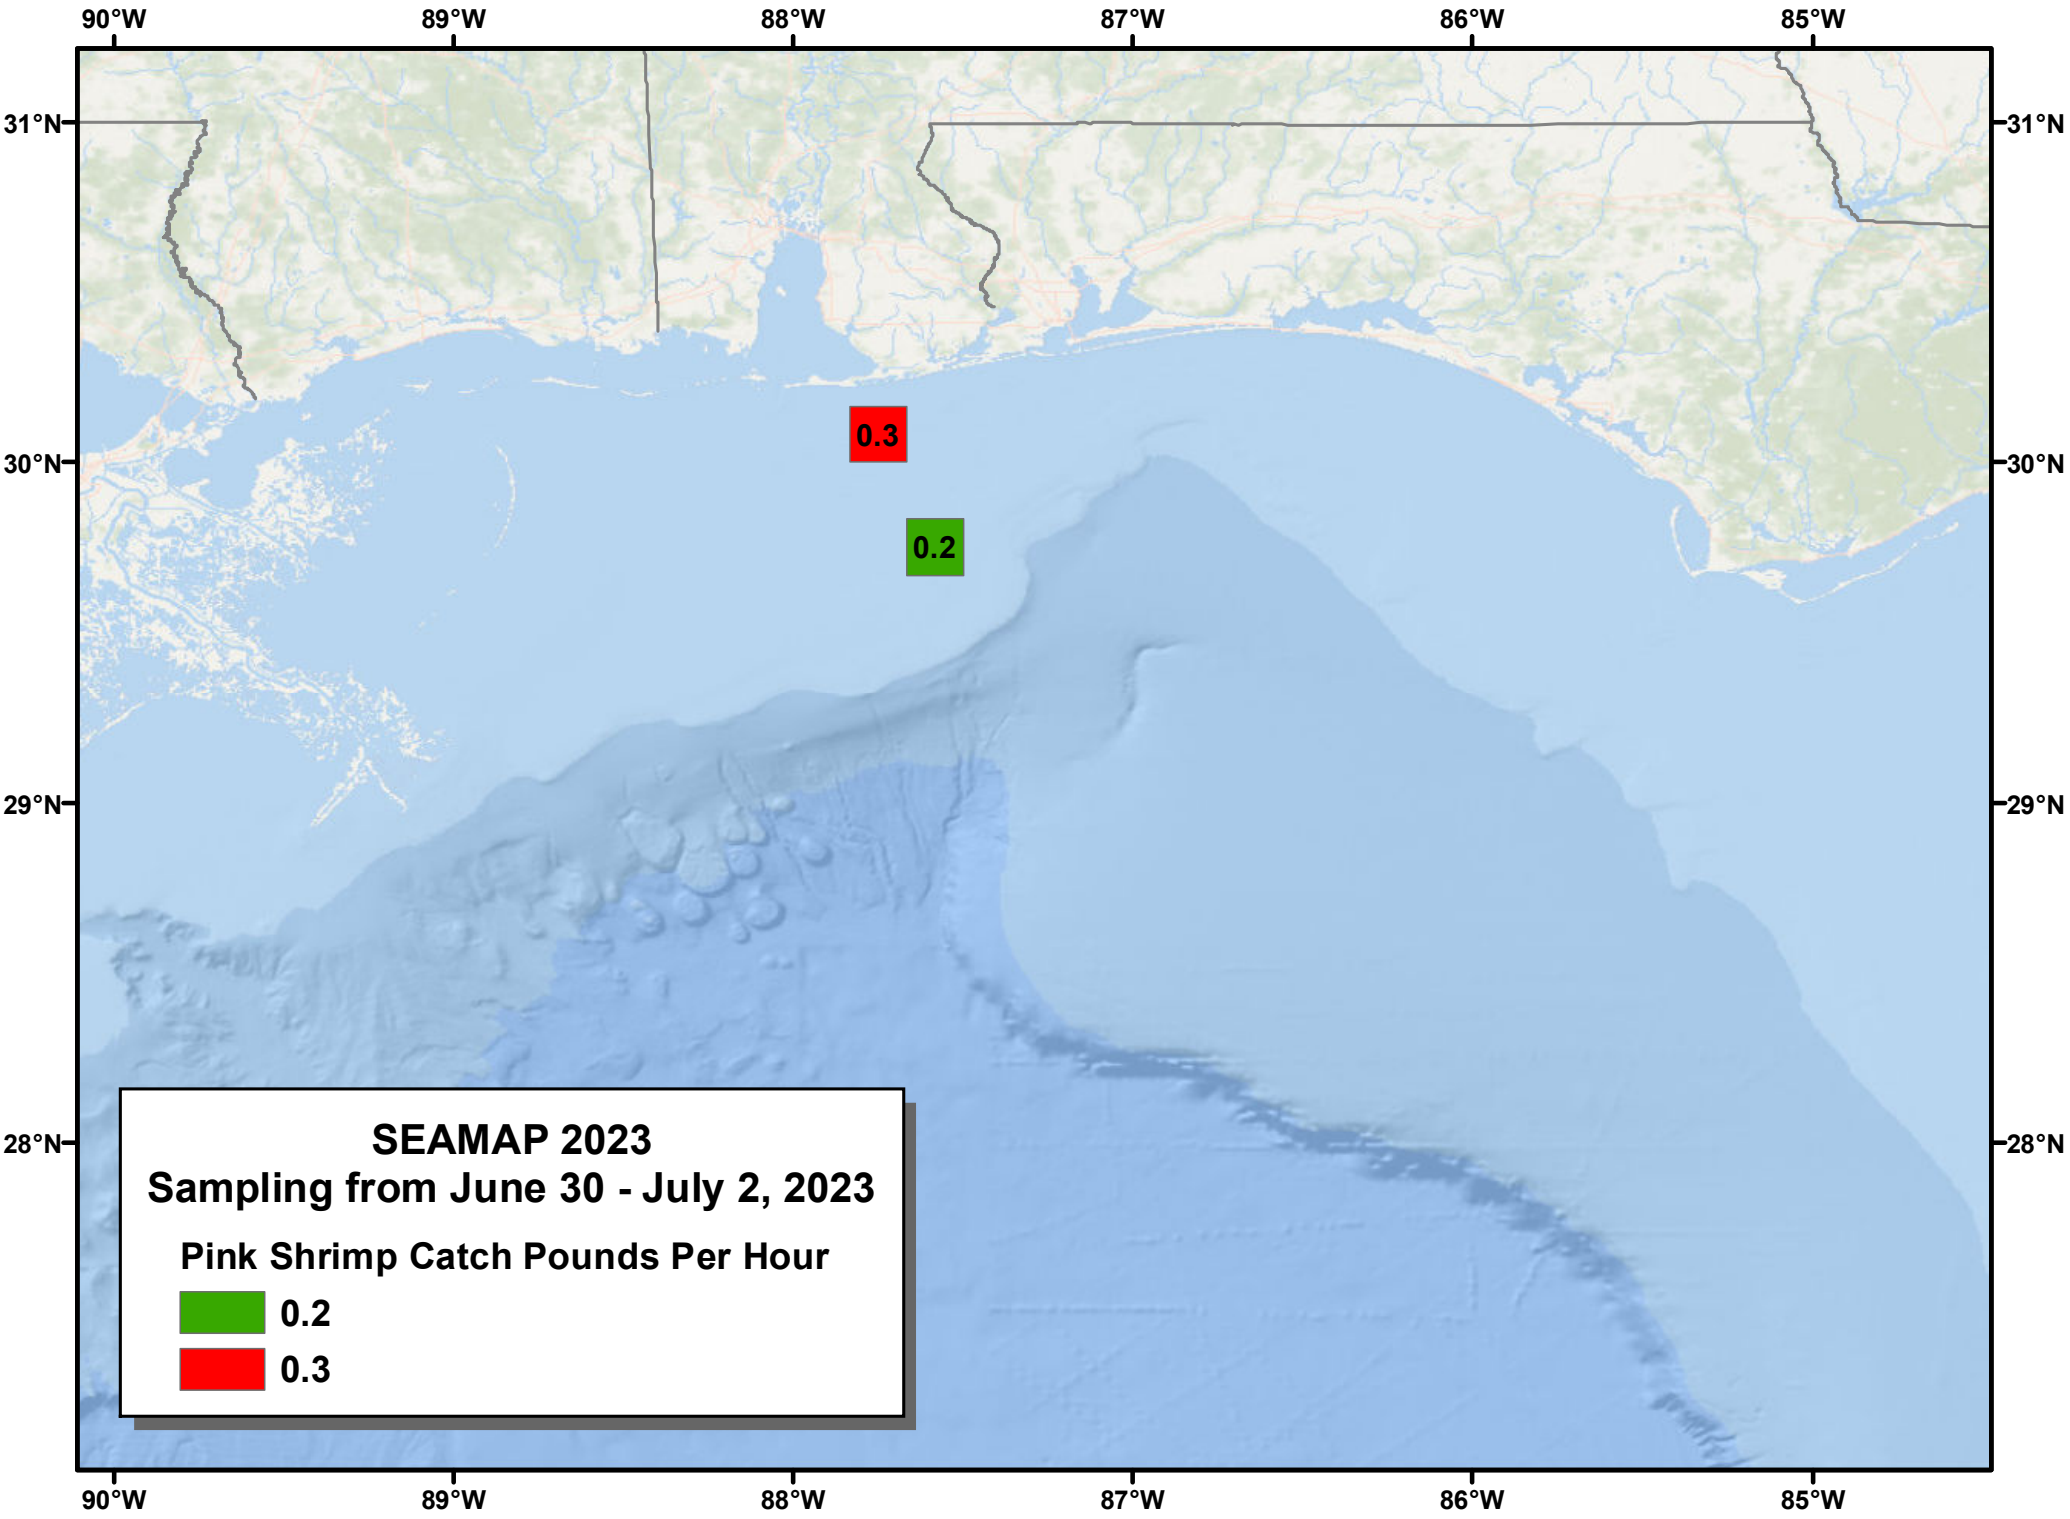 90°W 89°W 88°W 87°W 86°W 85°W
31°N 31°N
0.3
30°N 30°N
0.2
29°N 29°N
28°N 28°N
SEAMAP 2023
Sampling from June 30 - July 2, 2023
Pink Shrimp Catch Pounds Per Hour
0.2
0.3
90°W 89°W 88°W 87°W 86°W 85°W